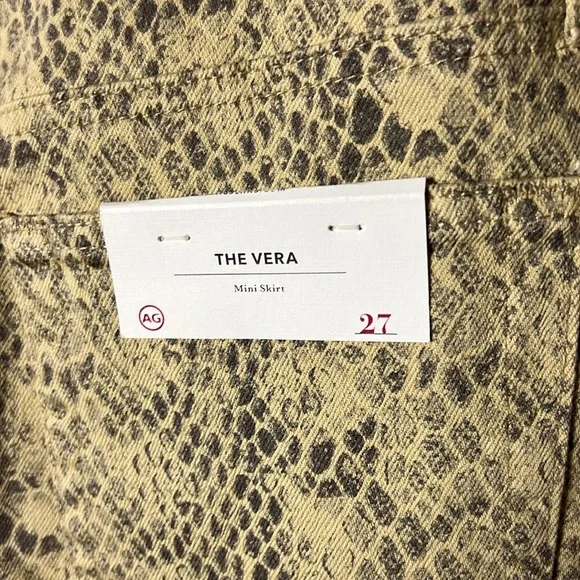 THE VERA
Mini Skirt
AG
27